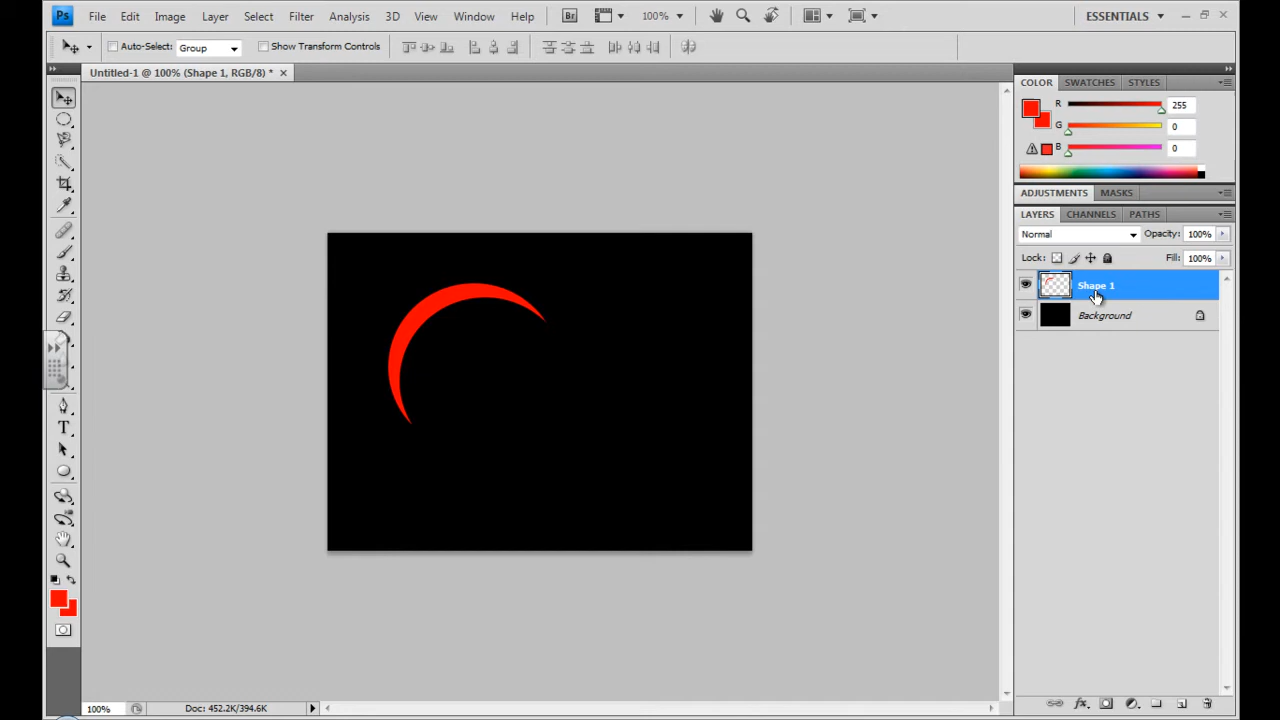 Ps File Edit Image Layer Select Filter Analysis 3D View Window Help Br 100% ESSENTIALS
Auto-Select: Group Show Transform Controls
Untitled-1 @ 100% (Shape 1, RGB/8) *
COLOR SWATCHES STYLES
R 255
G 0
B 0
ADJUSTMENTS MASKS
LAYERS CHANNELS PATHS
Normal Opacity: 100%
Lock: Fill: 100%
Shape 1
Background
T
fx
100% Doc: 452.2K/394.6K